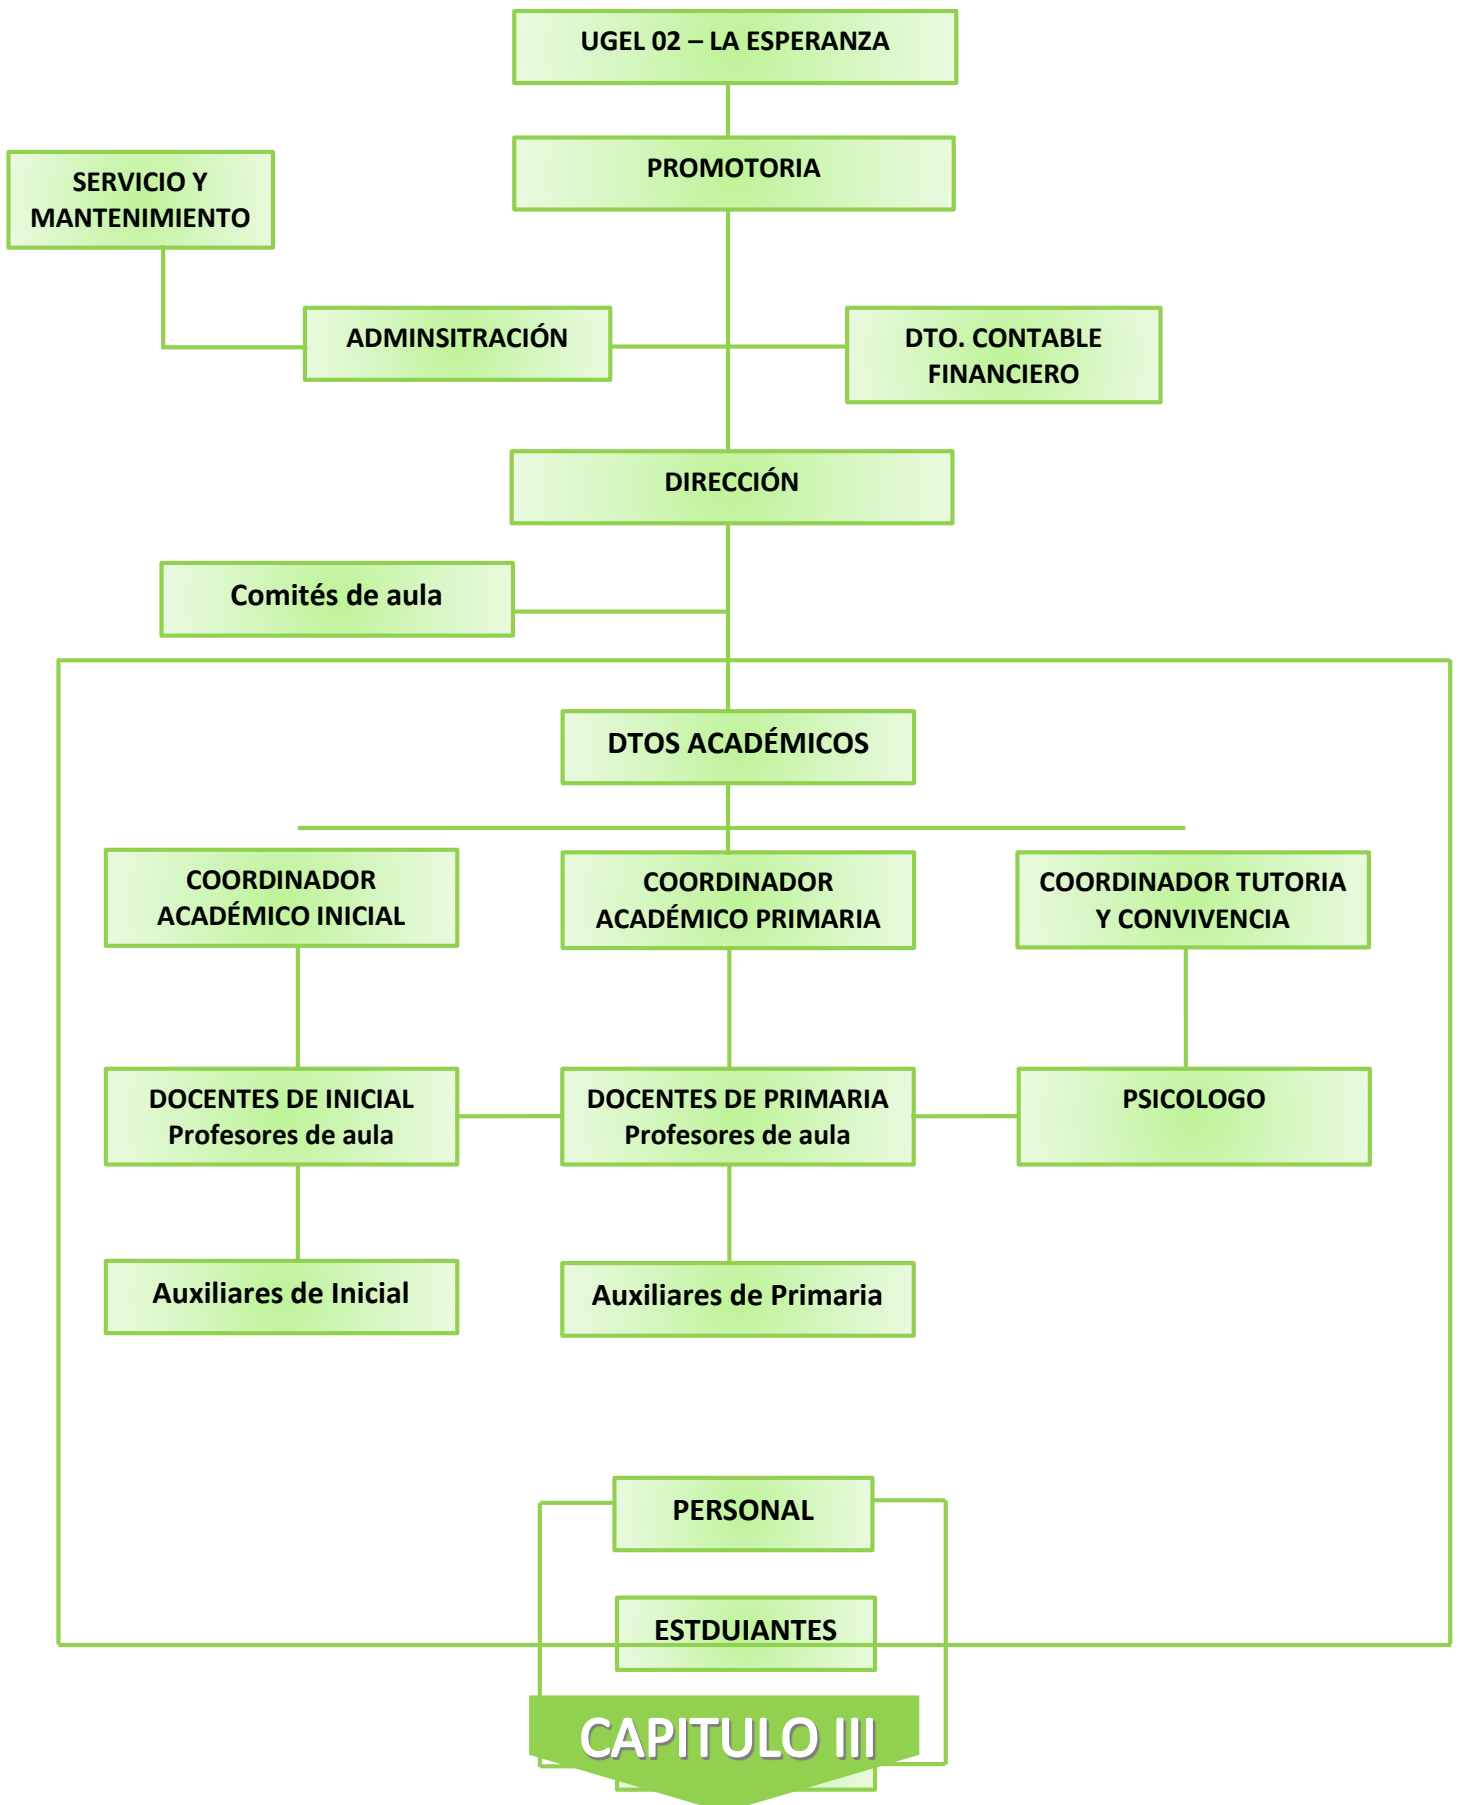 UGEL 02 – LA ESPERANZA
PROMOTORIA
SERVICIO Y
MANTENIMIENTO
ADMINSITRACIÓN
DTO. CONTABLE
FINANCIERO
DIRECCIÓN
Comités de aula
DTOS ACADÉMICOS
COORDINADOR
ACADÉMICO INICIAL
COORDINADOR
ACADÉMICO PRIMARIA
COORDINADOR TUTORIA
Y CONVIVENCIA
DOCENTES DE INICIAL
Profesores de aula
DOCENTES DE PRIMARIA
Profesores de aula
PSICOLOGO
Auxiliares de Inicial
Auxiliares de Primaria
PERSONAL
ESTDUIANTES
CAPITULO III